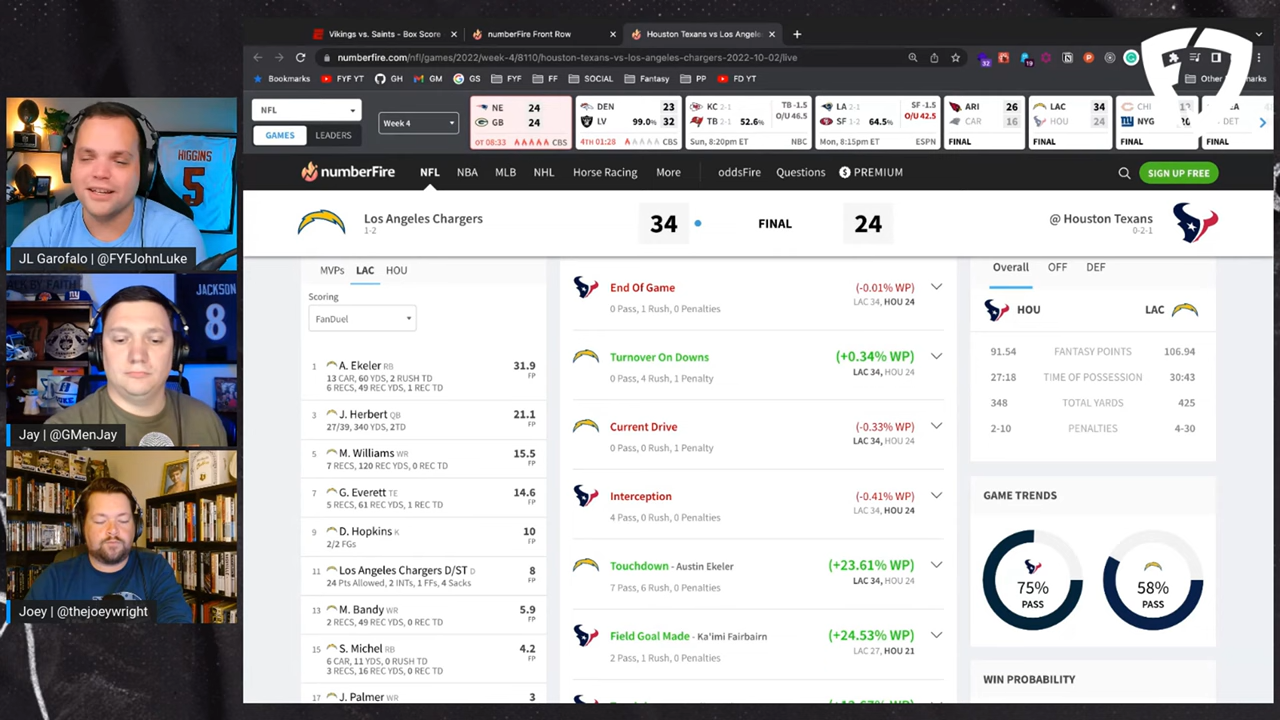 Vikings vs. Saints - Box Score
numberFire Front Row
Houston Texans vs Los Angele
numberfire.com/nfl/games/2022/week-4/8110/houston-texans-vs-los-angeles-chargers-2022-10-02/live
Bookmarks
FYF YT
GH
GM
GS
FYF
FF
SOCIAL
Fantasy
PP
FD YT
NFL
GAMES
LEADERS
Week 4
NE 24
GB 24
OT 08:33 CBS
DEN 23
LV 99.0% 32
4TH 01:28 CBS
KC 2-1 TB -1.5
O/U 46.5
TB 2-1 52.6%
Sun, 8:20pm ET NBC
LA 2-1 SF -1.5
O/U 42.5
SF 1-2 64.5%
Mon, 8:15pm ET ESPN
ARI 26
CAR 16
FINAL
LAC 34
HOU 24
FINAL
CHI
NYG
FINAL
DET
FINAL
numberFire
NFL
NBA
MLB
NHL
Horse Racing
More
oddsFire
Questions
PREMIUM
SIGN UP FREE
Los Angeles Chargers
1-2
34
FINAL
24
@ Houston Texans
0-2-1
MVPs LAC HOU
Scoring
FanDuel
1 A. Ekeler RB 31.9
FP
13 CAR, 60 YDS, 2 RUSH TD
6 RECS, 49 REC YDS, 1 REC TD
3 J. Herbert QB 21.1
FP
27/39, 340 YDS, 2TD
5 M. Williams WR 15.5
FP
7 RECS, 120 REC YDS, 0 REC TD
7 G. Everett TE 14.6
FP
5 RECS, 61 REC YDS, 1 REC TD
9 D. Hopkins K 10
FP
2/2 FGs
11 Los Angeles Chargers D/ST D 8
FP
24 Pts Allowed, 2 INTs, 1 FFs, 4 Sacks
13 M. Bandy WR 5.9
FP
2 RECS, 49 REC YDS, 0 REC TD
15 S. Michel RB 4.2
FP
6 CAR, 11 YDS, 0 RUSH TD
3 RECS, 16 REC YDS, 0 REC TD
17 J. Palmer WR 3
End Of Game (-0.01% WP)
0 Pass, 1 Rush, 0 Penalties LAC 34, HOU 24
Turnover On Downs (+0.34% WP)
0 Pass, 4 Rush, 1 Penalty LAC 34, HOU 24
Current Drive (-0.33% WP)
0 Pass, 0 Rush, 1 Penalty LAC 34, HOU 24
Interception (-0.41% WP)
4 Pass, 0 Rush, 0 Penalties LAC 34, HOU 24
Touchdown - Austin Ekeler (+23.61% WP)
7 Pass, 6 Rush, 0 Penalties LAC 34, HOU 24
Field Goal Made - Ka'imi Fairbairn (+24.53% WP)
2 Pass, 1 Rush, 0 Penalties LAC 27, HOU 21
Overall OFF DEF
HOU LAC
91.54 FANTASY POINTS 106.94
27:18 TIME OF POSSESSION 30:43
348 TOTAL YARDS 425
2-10 PENALTIES 4-30
GAME TRENDS
75%
PASS
58%
PASS
WIN PROBABILITY
HIGGINS
5
JL Garofalo | @FYFJohnLuke
JACKSON
8
Jay | @GMenJay
Joey | @thejoeywright